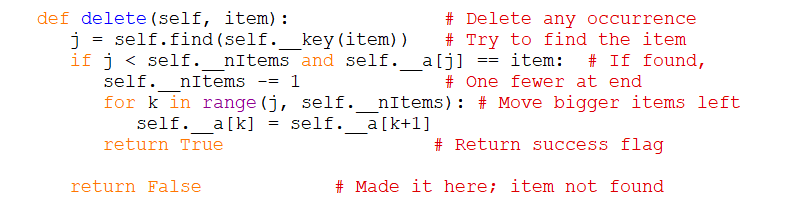 def delete(self, item):               # Delete any occurrence
   j = self.find(self.__key(item))   # Try to find the item
   if j < self.__nItems and self.__a[j] == item:  # If found,
      self.__nItems -= 1             # One fewer at end
      for k in range(j, self.__nItems): # Move bigger items left
         self.__a[k] = self.__a[k+1]
      return True                   # Return success flag

   return False            # Made it here; item not found